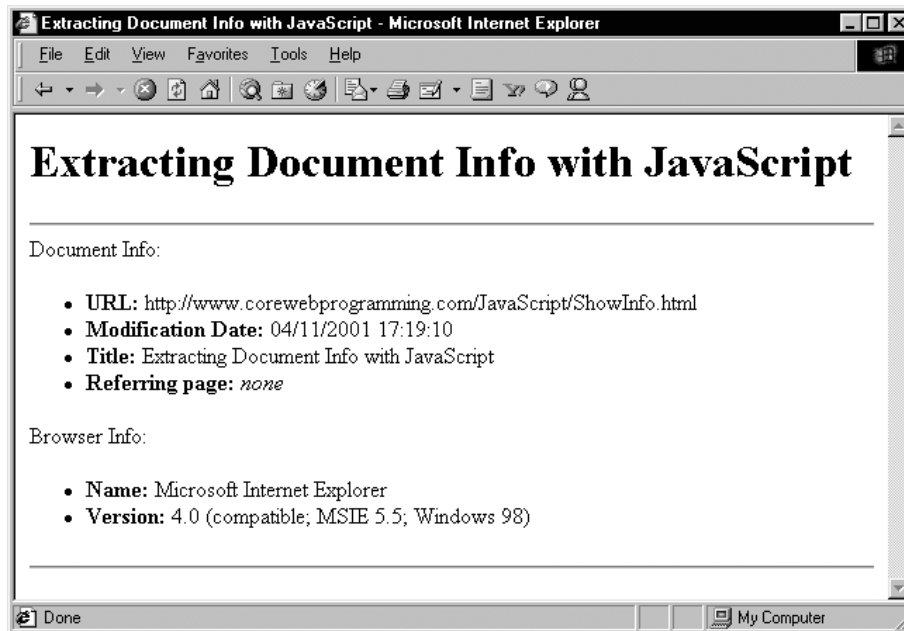 Extracting Document Info with JavaScript - Microsoft Internet Explorer
File Edit View Favorites Tools Help
Extracting Document Info with JavaScript
Document Info:
URL: http://www.corewebprogramming.com/JavaScript/ShowInfo.html
Modification Date: 04/11/2001 17:19:10
Title: Extracting Document Info with JavaScript
Referring page: none
Browser Info:
Name: Microsoft Internet Explorer
Version: 4.0 (compatible; MSIE 5.5; Windows 98)
Done My Computer